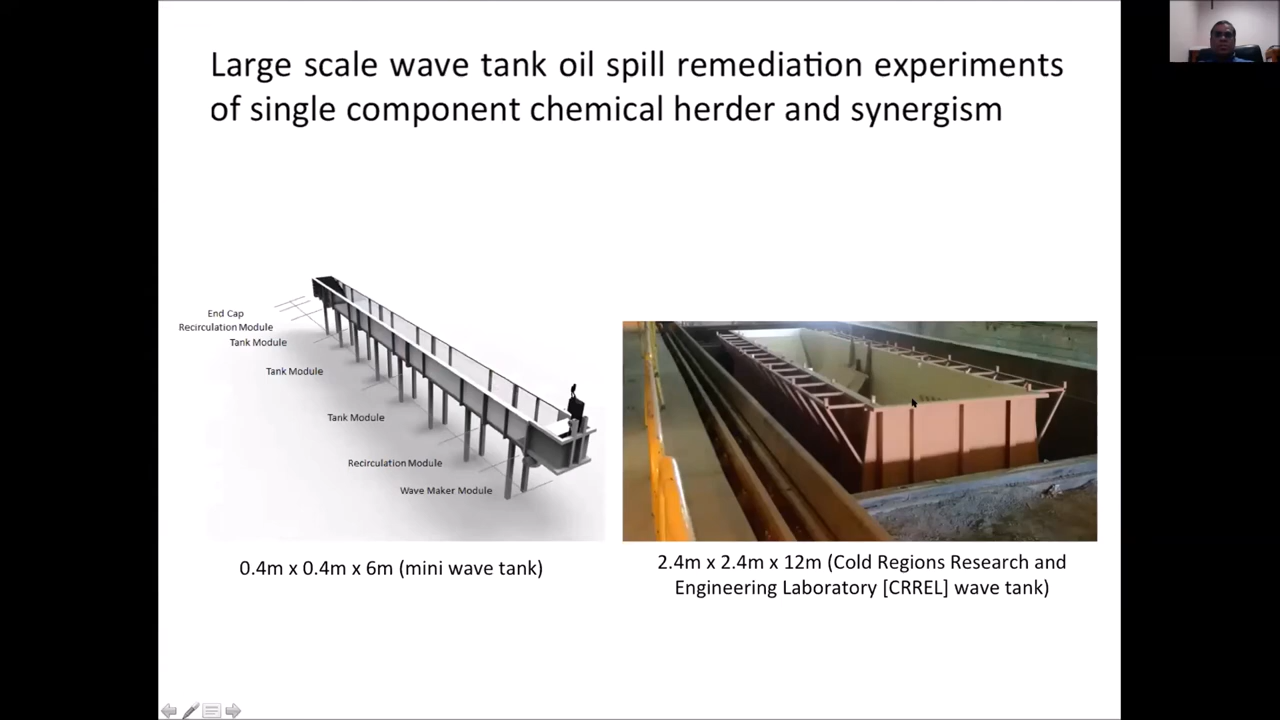 Large scale wave tank oil spill remediation experiments
of single component chemical herder and synergism
End Cap
Recirculation Module
Tank Module
Tank Module
Tank Module
Recirculation Module
Wave Maker Module
0.4m x 0.4m x 6m (mini wave tank)
2.4m x 2.4m x 12m (Cold Regions Research and
Engineering Laboratory [CRREL] wave tank)